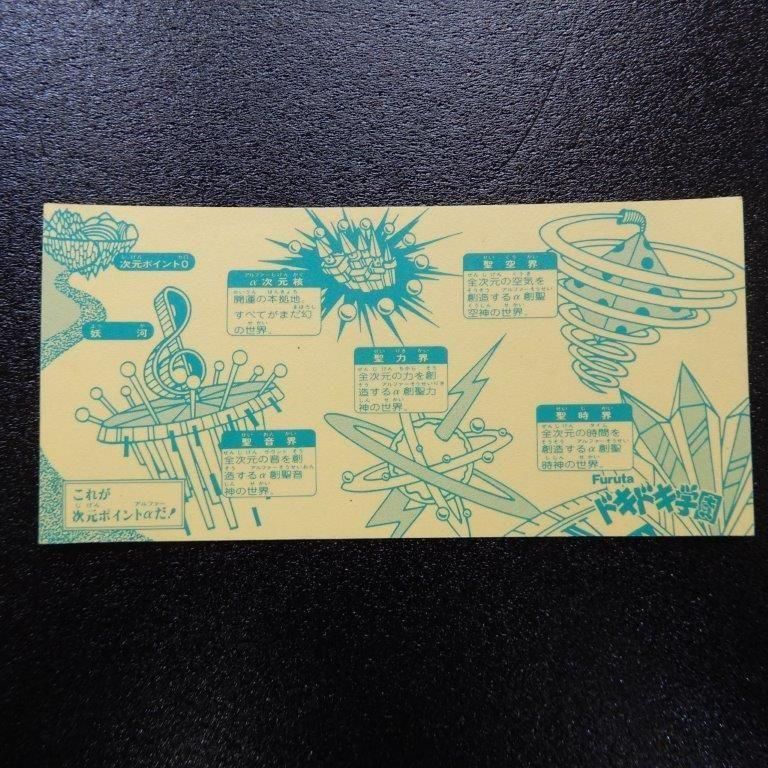 次元ポイント0
妖河
α次元核
開運の本拠地。
すべてがまだ幻
の世界。
聖空界
全次元の空気を
創造するα創聖
空神の世界。
聖力界
全次元の力を創
造するα創聖力
神の世界。
聖時界
全次元の時間を
創造するα創聖
時神の世界。
聖音界
全次元の音を創
造するα創聖音
神の世界。
これが
次元ポイントαだ!
Furuta
ドキドキ学園